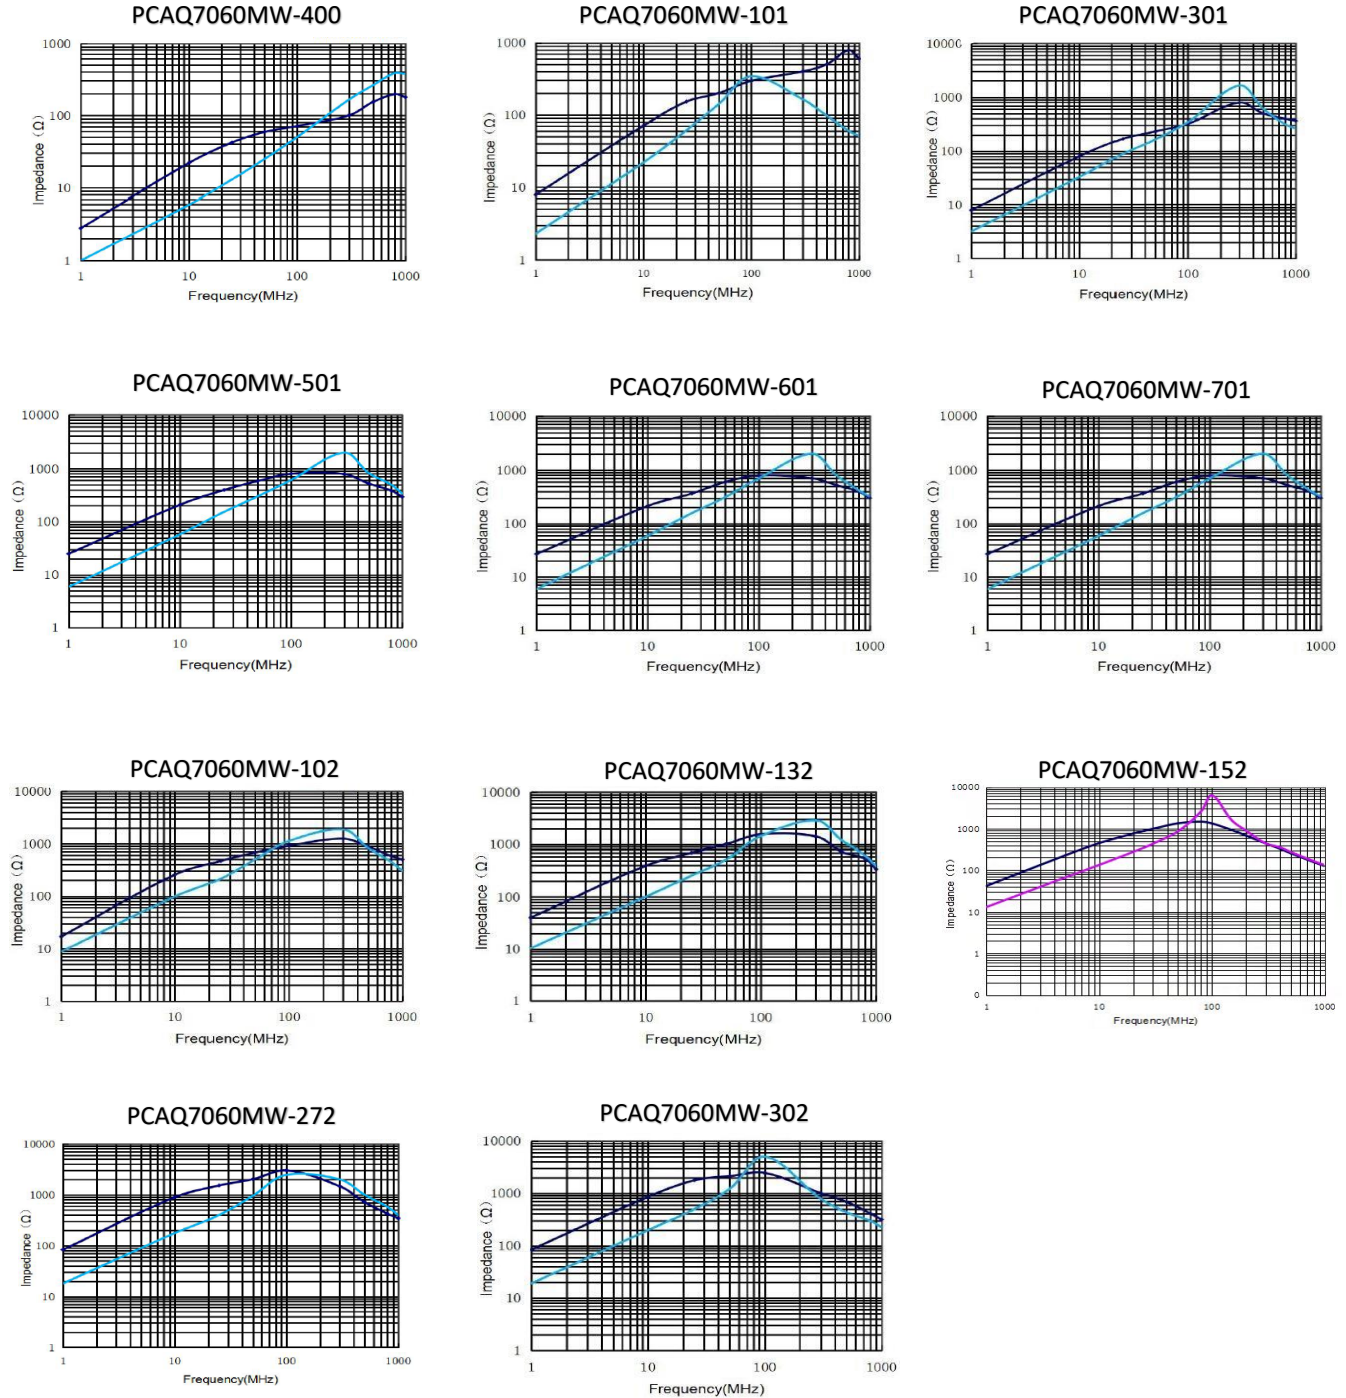 PCAQ7060MW-400
PCAQ7060MW-101
PCAQ7060MW-301
1000
100
10
1
Impedance (Ω)
1 10 100 1000
Frequency(MHz)
1000
100
10
1
Impedance (Ω)
1 10 100 1000
Frequency(MHz)
10000
1000
100
10
1
Impedance (Ω)
1 10 100 1000
Frequency(MHz)
PCAQ7060MW-501
PCAQ7060MW-601
PCAQ7060MW-701
10000
1000
100
10
1
Impedance (Ω)
1 10 100 1000
Frequency(MHz)
10000
1000
100
10
1
Impedance (Ω)
1 10 100 1000
Frequency(MHz)
10000
1000
100
10
1
Impedance (Ω)
1 10 100 1000
Frequency(MHz)
PCAQ7060MW-102
PCAQ7060MW-132
PCAQ7060MW-152
10000
1000
100
10
1
Impedance (Ω)
1 10 100 1000
Frequency(MHz)
10000
1000
100
10
1
Impedance (Ω)
1 10 100 1000
Frequency(MHz)
10000
1000
100
10
1
0
Impedance (Ω)
1 10 100 1000
Frequency(MHz)
PCAQ7060MW-272
PCAQ7060MW-302
10000
1000
100
10
1
Impedance (Ω)
1 10 100 1000
Frequency(MHz)
10000
1000
100
10
1
Impedance (Ω)
1 10 100 1000
Frequency(MHz)